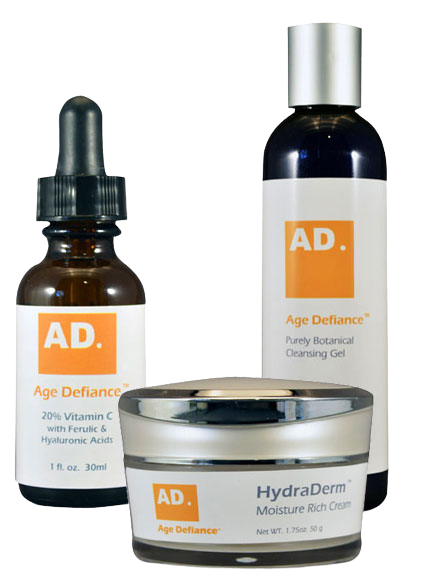 AD.
Age Defiance™
20% Vitamin C
with Ferulic &
Hyaluronic Acids
1 fl. oz. 30ml
AD.
Age Defiance™
Purely Botanical
Cleansing Gel
AD.
Age Defiance™
HydraDerm™
Moisture Rich Cream
Net WT. 1.75oz. 50 g